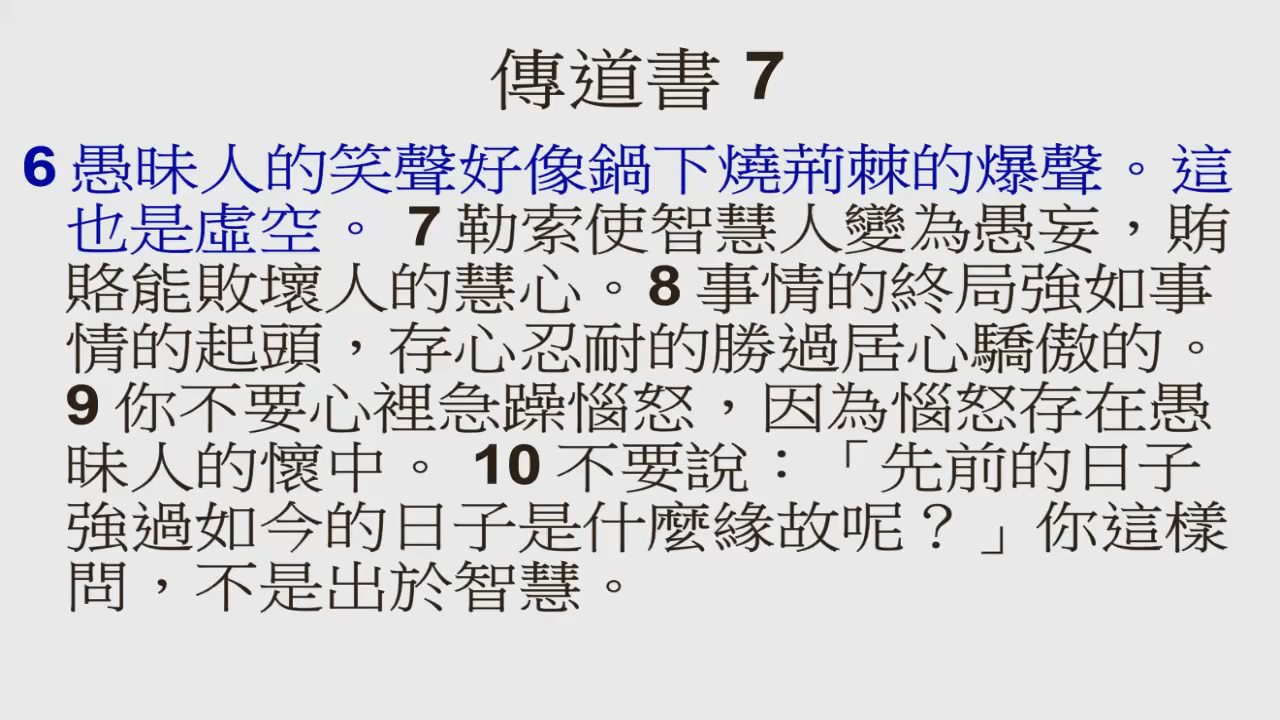 傳道書 7
6 愚昧人的笑聲好像鍋下燒荊棘的爆聲。這
也是虛空。 7 勒索使智慧人變為愚妄，賄
賂能敗壞人的慧心。8 事情的終局強如事
情的起頭，存心忍耐的勝過居心驕傲的。
9 你不要心裡急躁惱怒，因為惱怒存在愚
昧人的懷中。 10 不要說：「先前的日子
強過如今的日子是什麼緣故呢？」你這樣
問，不是出於智慧。